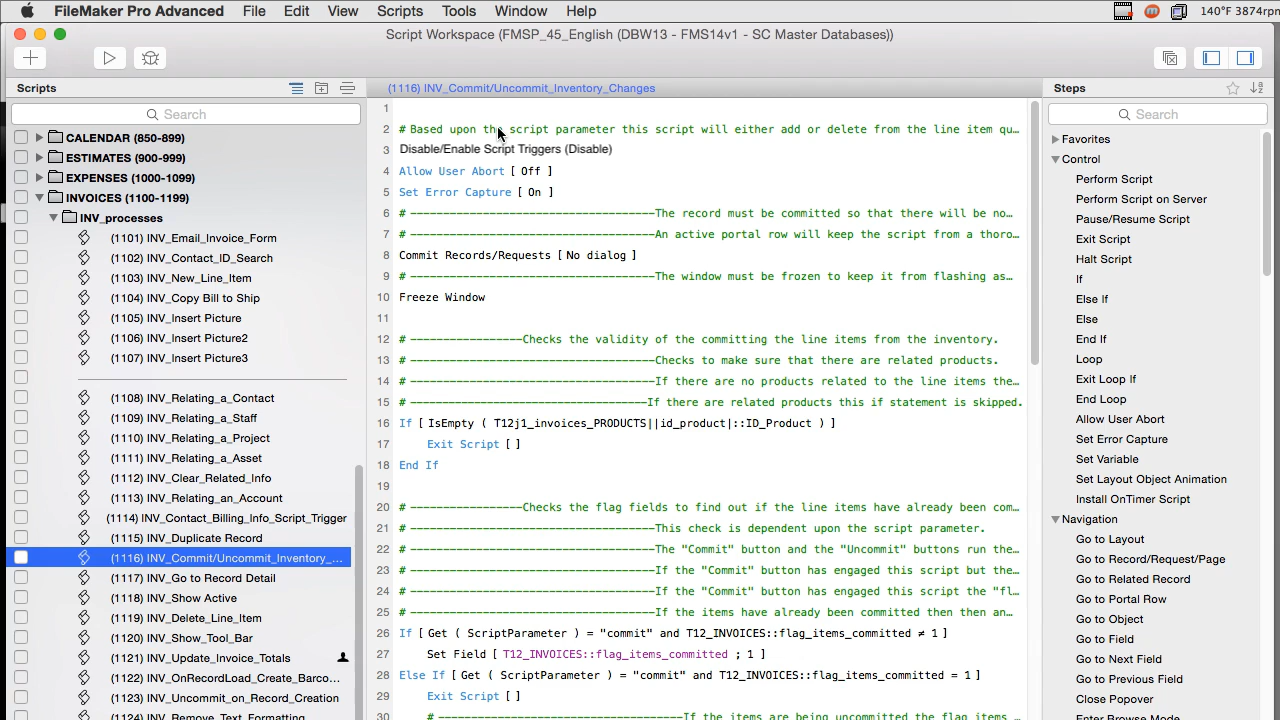 FileMaker Pro Advanced File Edit View Scripts Tools Window Help 140°F 3874rpm
Script Workspace (FMSP_45_English (DBW13 - FMS14v1 - SC Master Databases))
Scripts
Search
CALENDAR (850-899)
ESTIMATES (900-999)
EXPENSES (1000-1099)
INVOICES (1100-1199)
INV_processes
(1101) INV_Email_Invoice_Form
(1102) INV_Contact_ID_Search
(1103) INV_New_Line_Item
(1104) INV_Copy Bill to Ship
(1105) INV_Insert Picture
(1106) INV_Insert Picture2
(1107) INV_Insert Picture3
(1108) INV_Relating_a_Contact
(1109) INV_Relating_a_Staff
(1110) INV_Relating_a_Project
(1111) INV_Relating_a_Asset
(1112) INV_Clear_Related_Info
(1113) INV_Relating_an_Account
(1114) INV_Contact_Billing_Info_Script_Trigger
(1115) INV_Duplicate Record
(1116) INV_Commit/Uncommit_Inventory_...
(1117) INV_Go to Record Detail
(1118) INV_Show Active
(1119) INV_Delete_Line_Item
(1120) INV_Show_Tool_Bar
(1121) INV_Update_Invoice_Totals
(1122) INV_OnRecordLoad_Create_Barco...
(1123) INV_Uncommit_on_Record_Creation
(1124) INV_Remove_Text_Formatting
(1116) INV_Commit/Uncommit_Inventory_Changes
1
2 # Based upon the script parameter this script will either add or delete from the line item qu…
3 Disable/Enable Script Triggers (Disable)
4 Allow User Abort [ Off ]
5 Set Error Capture [ On ]
6 # ----------------------------------The record must be committed so that there will be no…
7 # ----------------------------------An active portal row will keep the script from a thoro…
8 Commit Records/Requests [ No dialog ]
9 # ----------------------------------The window must be frozen to keep it from flashing as…
10 Freeze Window
11
12 # ----------------Checks the validity of the committing the line items from the inventory.
13 # ----------------------------------Checks to make sure that there are related products.
14 # ----------------------------------If there are no products related to the line items the…
15 # ---------------------------------If there are related products this if statement is skipped.
16 If [ IsEmpty ( T12j1_invoices_PRODUCTS||id_product|::ID_Product ) ]
17 Exit Script [ ]
18 End If
19
20 # ----------------Checks the flag fields to find out if the line items have already been com…
21 # ----------------------------------This check is dependent upon the script parameter.
22 # ----------------------------------The "Commit" button and the "Uncommit" buttons run the…
23 # ----------------------------------If the "Commit" button has engaged this script but the…
24 # ----------------------------------If the "Commit" button has engaged this script the "fl…
25 # ----------------------------------If the items have already been committed then then an…
26 If [ Get ( ScriptParameter ) = "commit" and T12_INVOICES::flag_items_committed ≠ 1 ]
27 Set Field [ T12_INVOICES::flag_items_committed ; 1 ]
28 Else If [ Get ( ScriptParameter ) = "commit" and T12_INVOICES::flag_items_committed = 1 ]
29 Exit Script [ ]
30 # ----------------------------------If the items are being uncommitted the flag items …
Steps
Search
Favorites
Control
Perform Script
Perform Script on Server
Pause/Resume Script
Exit Script
Halt Script
If
Else If
Else
End If
Loop
Exit Loop If
End Loop
Allow User Abort
Set Error Capture
Set Variable
Set Layout Object Animation
Install OnTimer Script
Navigation
Go to Layout
Go to Record/Request/Page
Go to Related Record
Go to Portal Row
Go to Object
Go to Field
Go to Next Field
Go to Previous Field
Close Popover
Enter Browse Mode